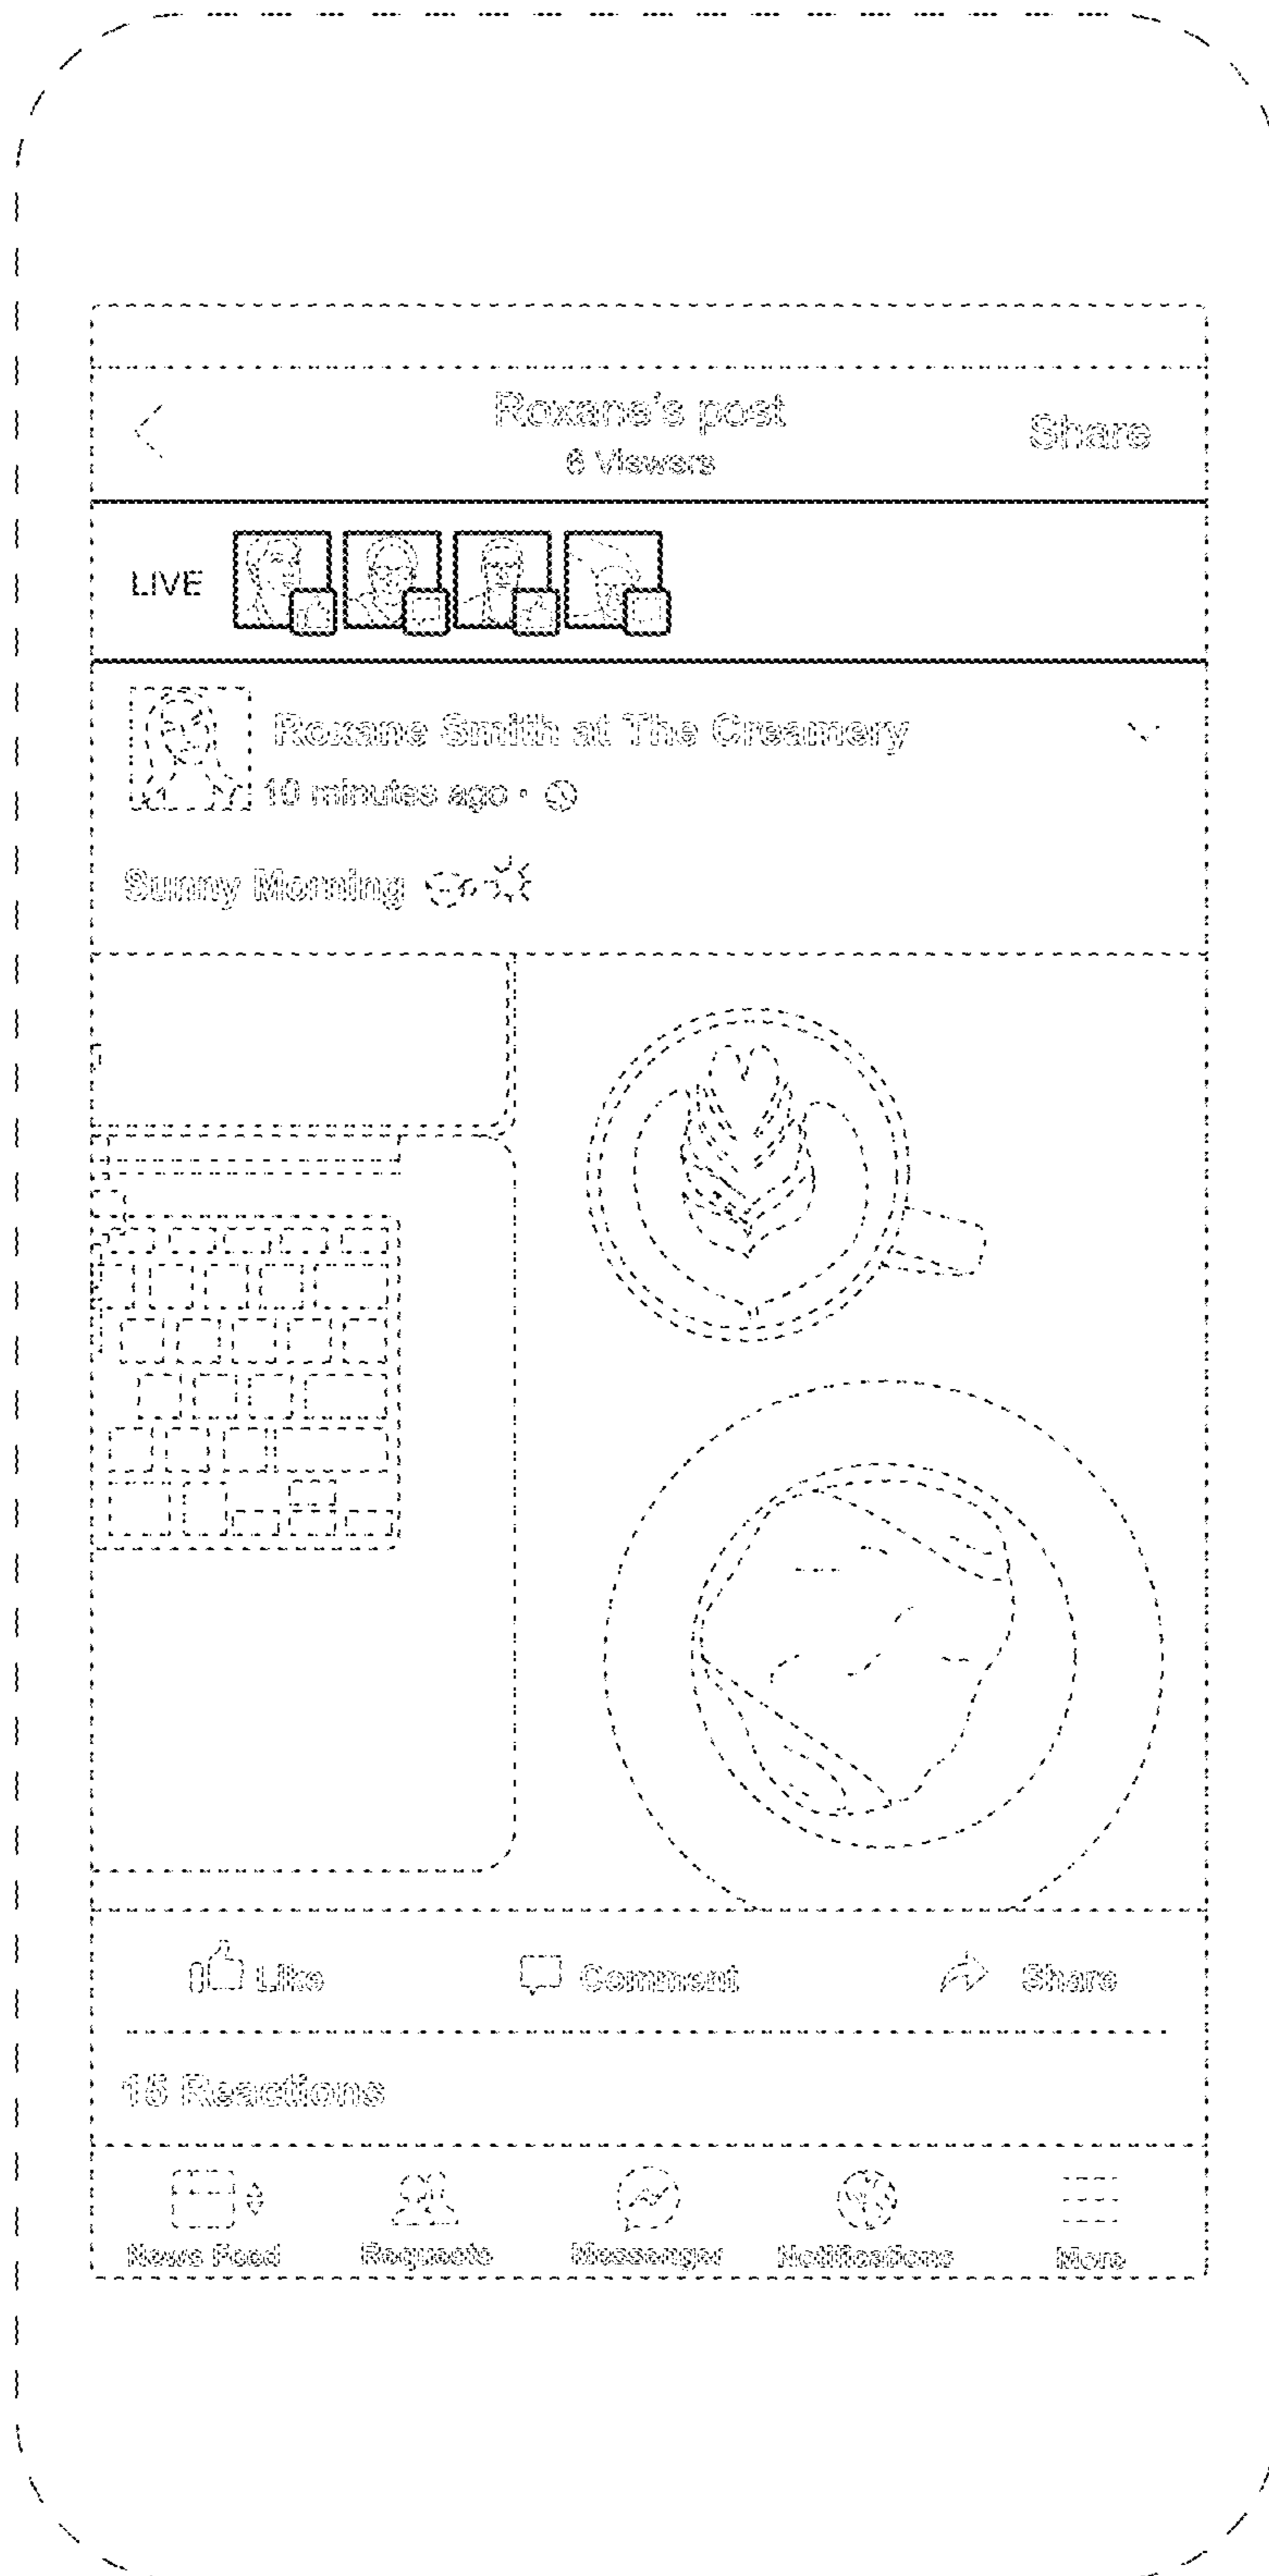 Roxane's post
Share
6 Viewers
LIVE
Roxane Smith at The Creamery
10 minutes ago ·
Sunny Morning
Like
Comment
Share
15 Reactions
News Feed
Requests
Messenger
Notifications
More